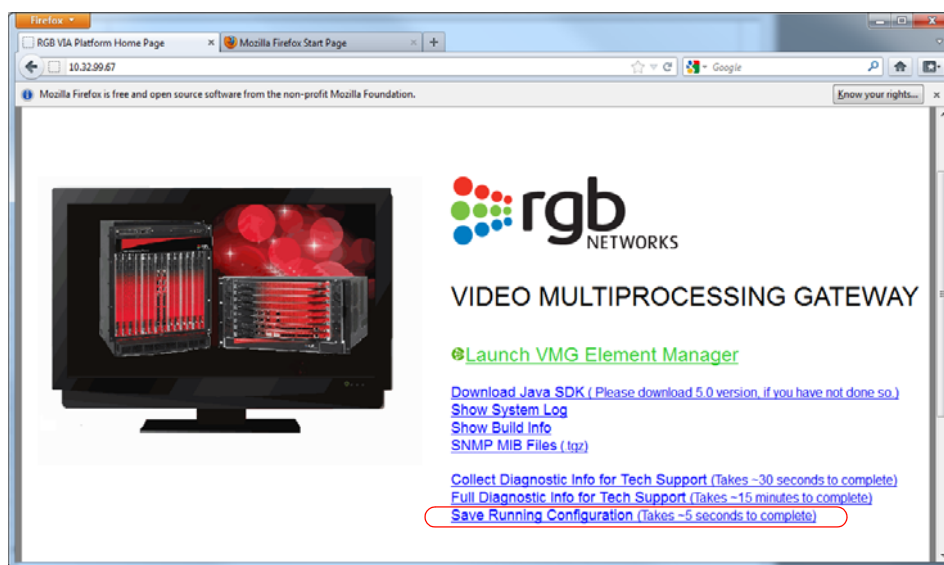 Firefox
RGB VIA Platform Home Page
Mozilla Firefox Start Page
10.32.99.67
Google
Mozilla Firefox is free and open source software from the non-profit Mozilla Foundation.
Know your rights...
rgb
NETWORKS
VIDEO MULTIPROCESSING GATEWAY
Launch VMG Element Manager
Download Java SDK ( Please download 5.0 version, if you have not done so.)
Show System Log
Show Build Info
SNMP MIB Files (.tgz)
Collect Diagnostic Info for Tech Support (Takes ~30 seconds to complete)
Full Diagnostic Info for Tech Support (Takes ~15 minutes to complete)
Save Running Configuration (Takes ~5 seconds to complete)